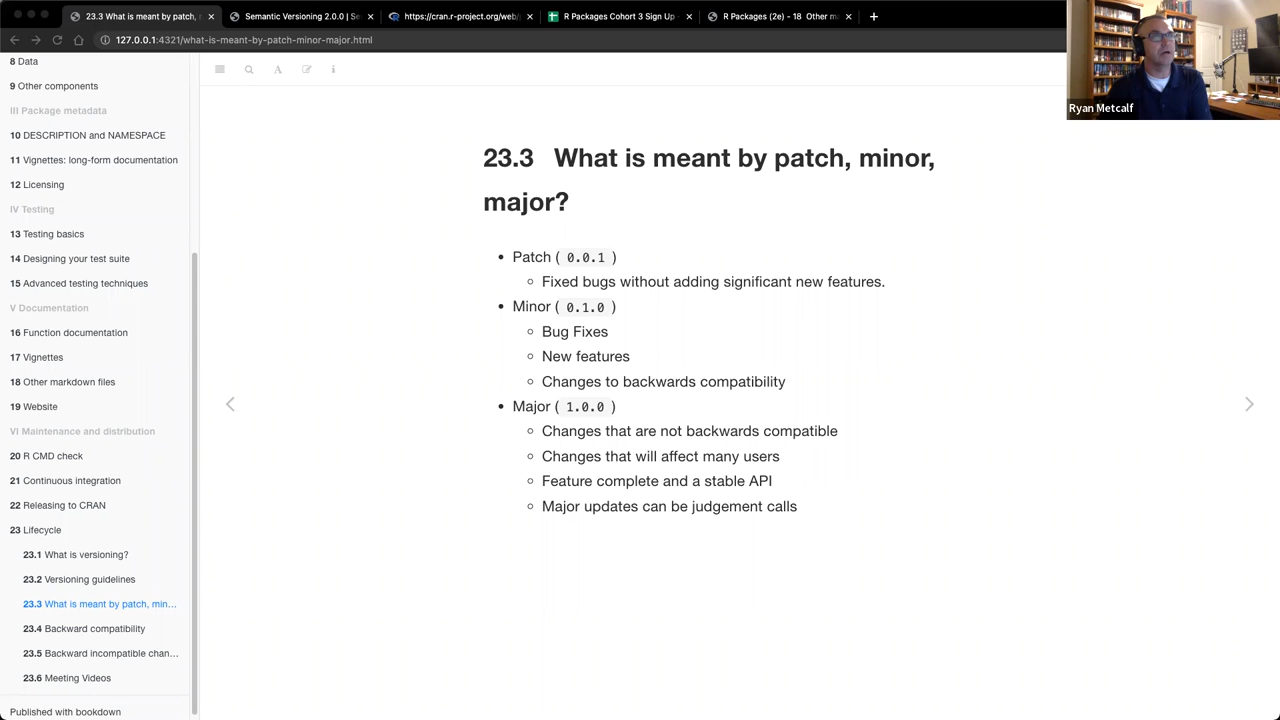 23.3 What is meant by patch, r
Semantic Versioning 2.0.0 | Se
https://cran.r-project.org/web/p
R Packages Cohort 3 Sign Up -
R Packages (2e) - 18 Other m
127.0.0.1:4321/what-is-meant-by-patch-minor-major.html
Ryan Metcalf
8 Data
9 Other components
III Package metadata
10 DESCRIPTION and NAMESPACE
11 Vignettes: long-form documentation
12 Licensing
IV Testing
13 Testing basics
14 Designing your test suite
15 Advanced testing techniques
V Documentation
16 Function documentation
17 Vignettes
18 Other markdown files
19 Website
VI Maintenance and distribution
20 R CMD check
21 Continuous integration
22 Releasing to CRAN
23 Lifecycle
23.1 What is versioning?
23.2 Versioning guidelines
23.3 What is meant by patch, min...
23.4 Backward compatibility
23.5 Backward incompatible chan...
23.6 Meeting Videos
Published with bookdown
23.3 What is meant by patch, minor,
major?
Patch ( 0.0.1 )
Fixed bugs without adding significant new features.
Minor ( 0.1.0 )
Bug Fixes
New features
Changes to backwards compatibility
Major ( 1.0.0 )
Changes that are not backwards compatible
Changes that will affect many users
Feature complete and a stable API
Major updates can be judgement calls